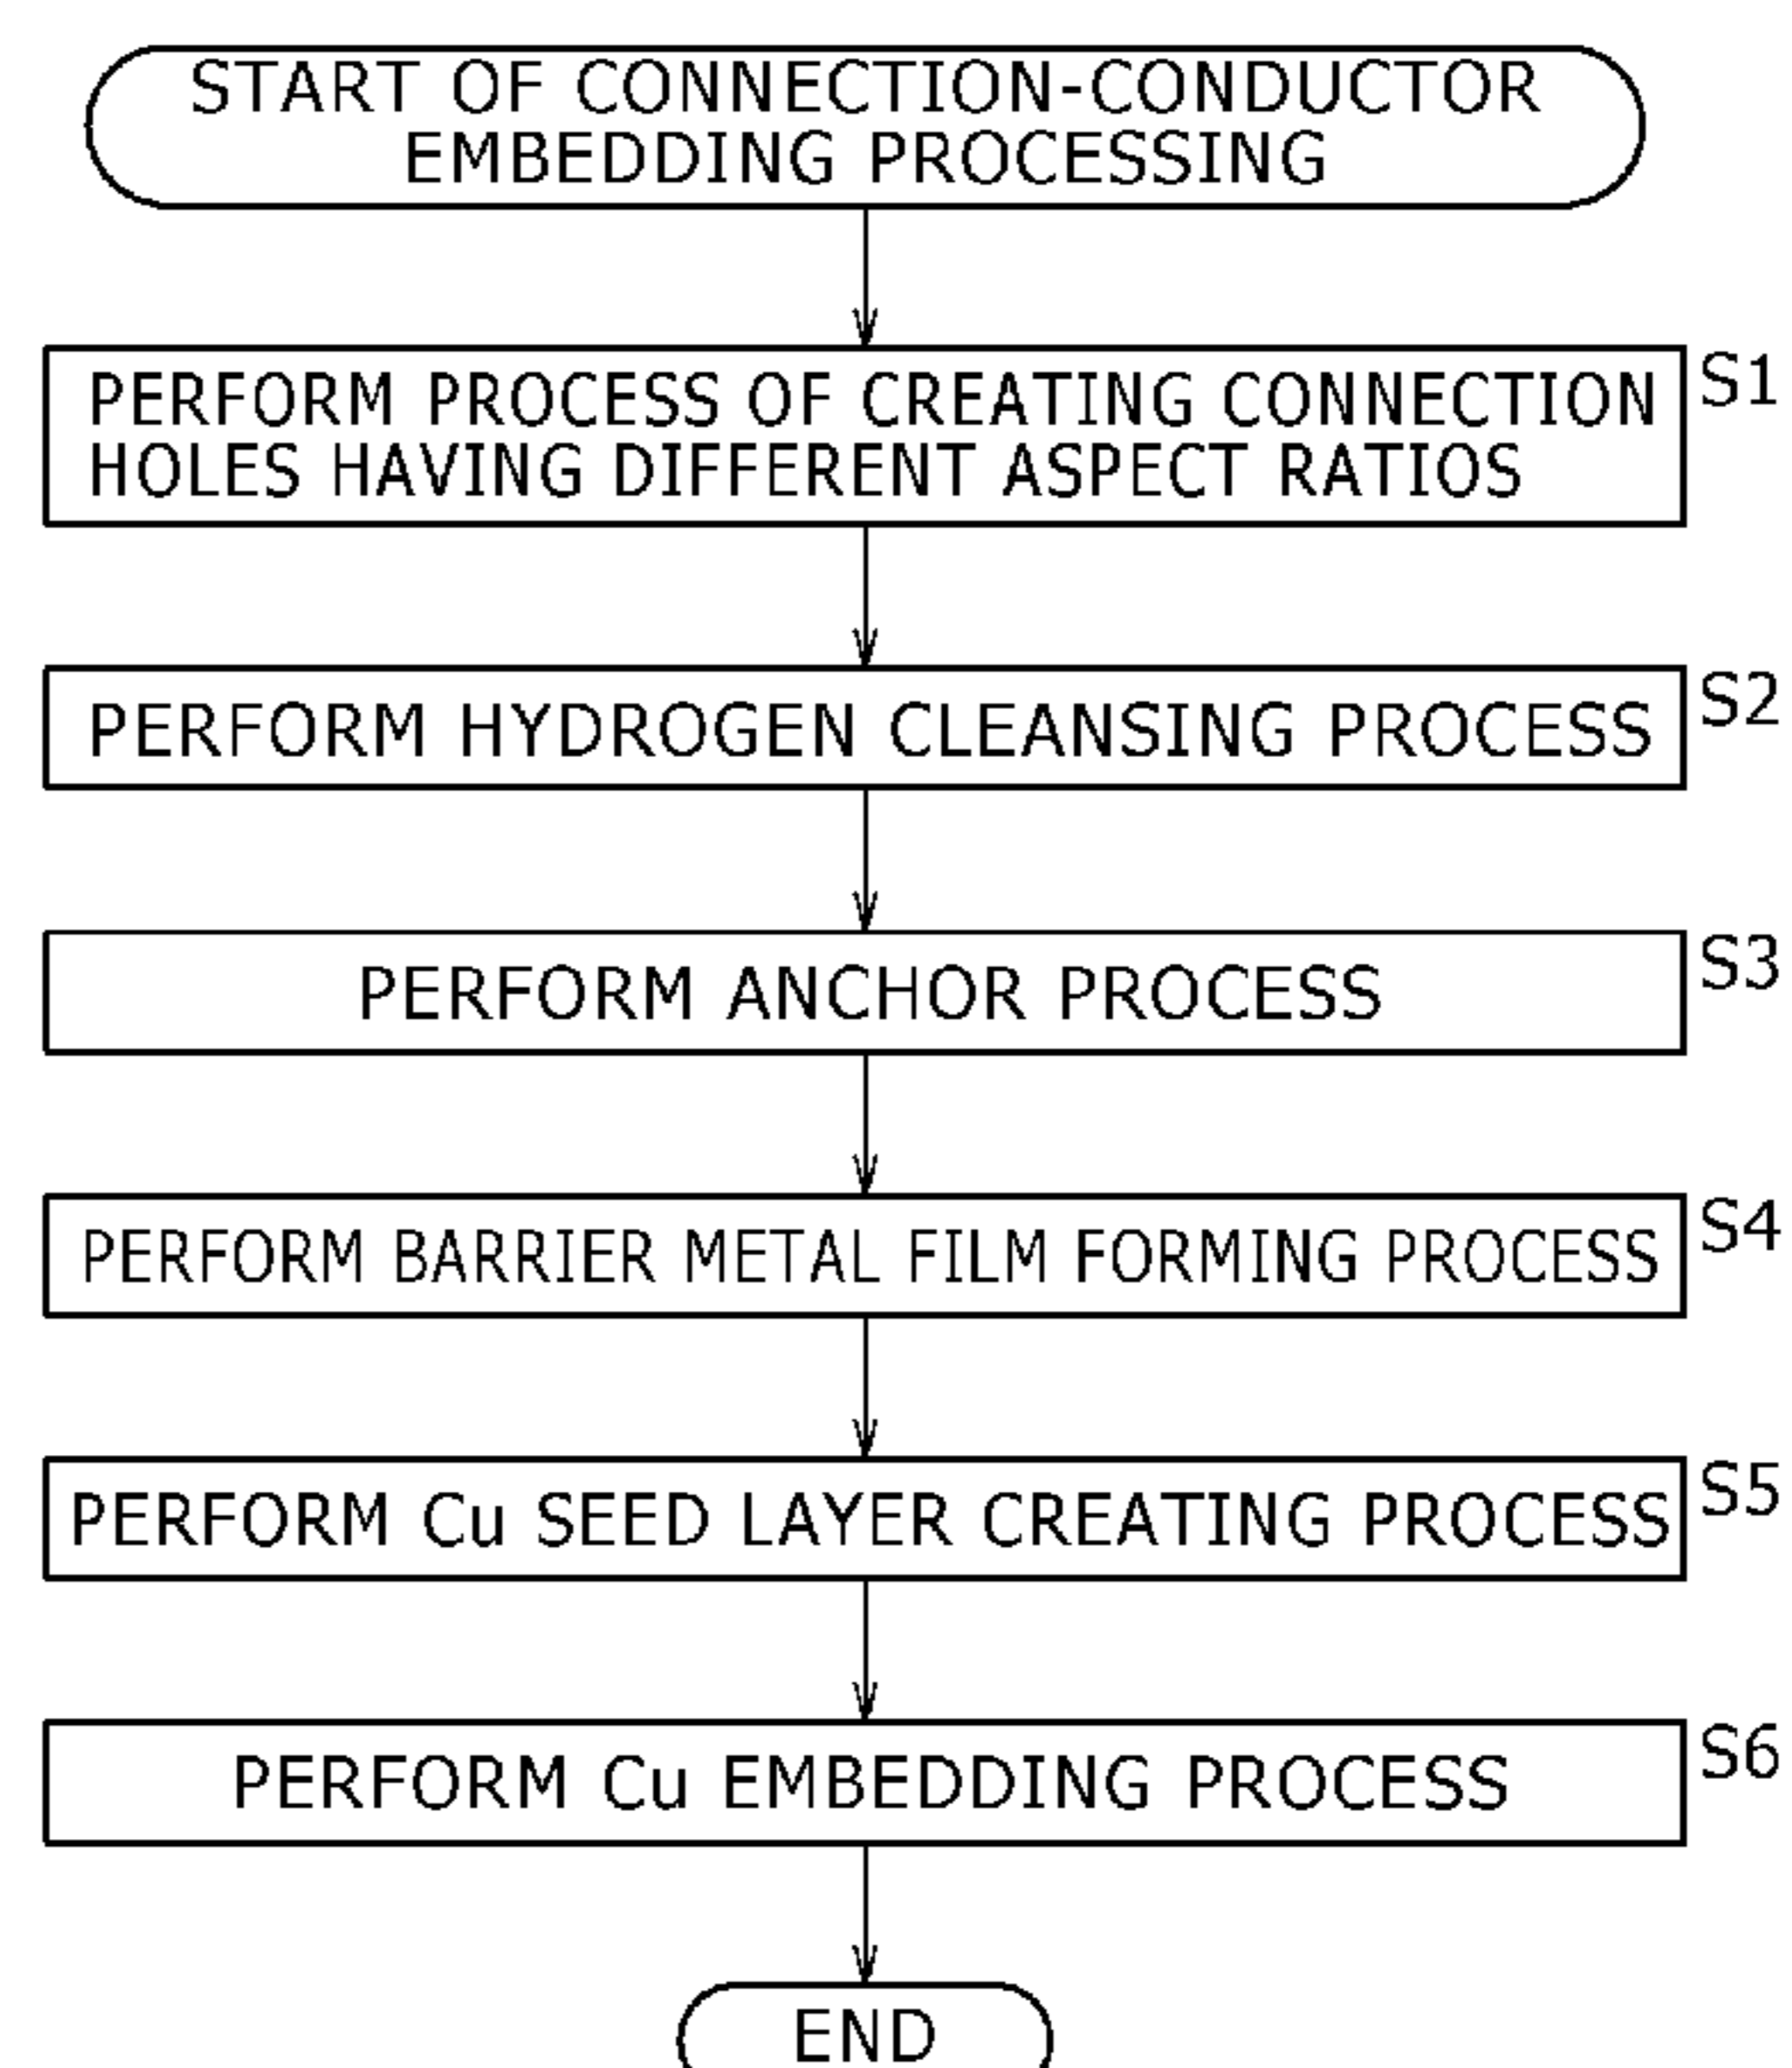 START OF CONNECTION-CONDUCTOR
EMBEDDING PROCESSING
PERFORM PROCESS OF CREATING CONNECTION
HOLES HAVING DIFFERENT ASPECT RATIOS
S1
PERFORM HYDROGEN CLEANSING PROCESS
S2
PERFORM ANCHOR PROCESS
S3
PERFORM BARRIER METAL FILM FORMING PROCESS
S4
PERFORM Cu SEED LAYER CREATING PROCESS
S5
PERFORM Cu EMBEDDING PROCESS
S6
END